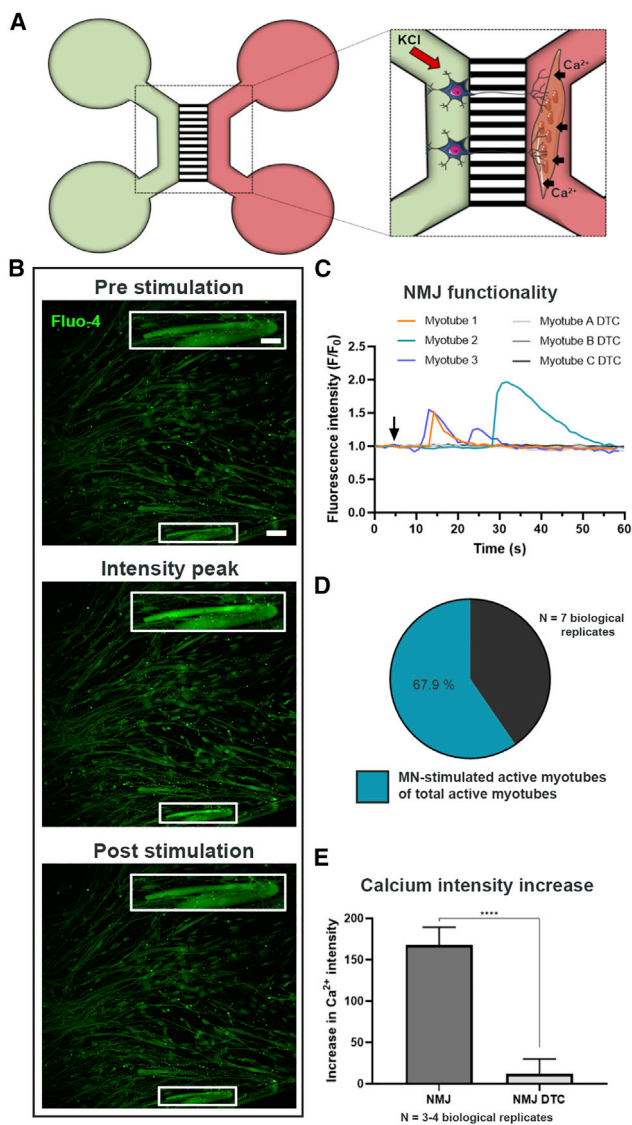 A
KCl
Ca²⁺
Ca²⁺
B
Pre stimulation
Fluo-4
Intensity peak
Post stimulation
C
NMJ functionality
Myotube 1
Myotube 2
Myotube 3
Myotube A DTC
Myotube B DTC
Myotube C DTC
Fluorescence intensity (F/F₀)
2.5
2.0
1.5
1.0
0.5
0.0
0 10 20 30 40 50 60
Time (s)
D
N = 7 biological
replicates
67.9 %
MN-stimulated active myotubes
of total active myotubes
E
Calcium intensity increase
Increase in Ca²⁺ intensity
200
150
100
50
0
****
NMJ NMJ DTC
N = 3-4 biological replicates